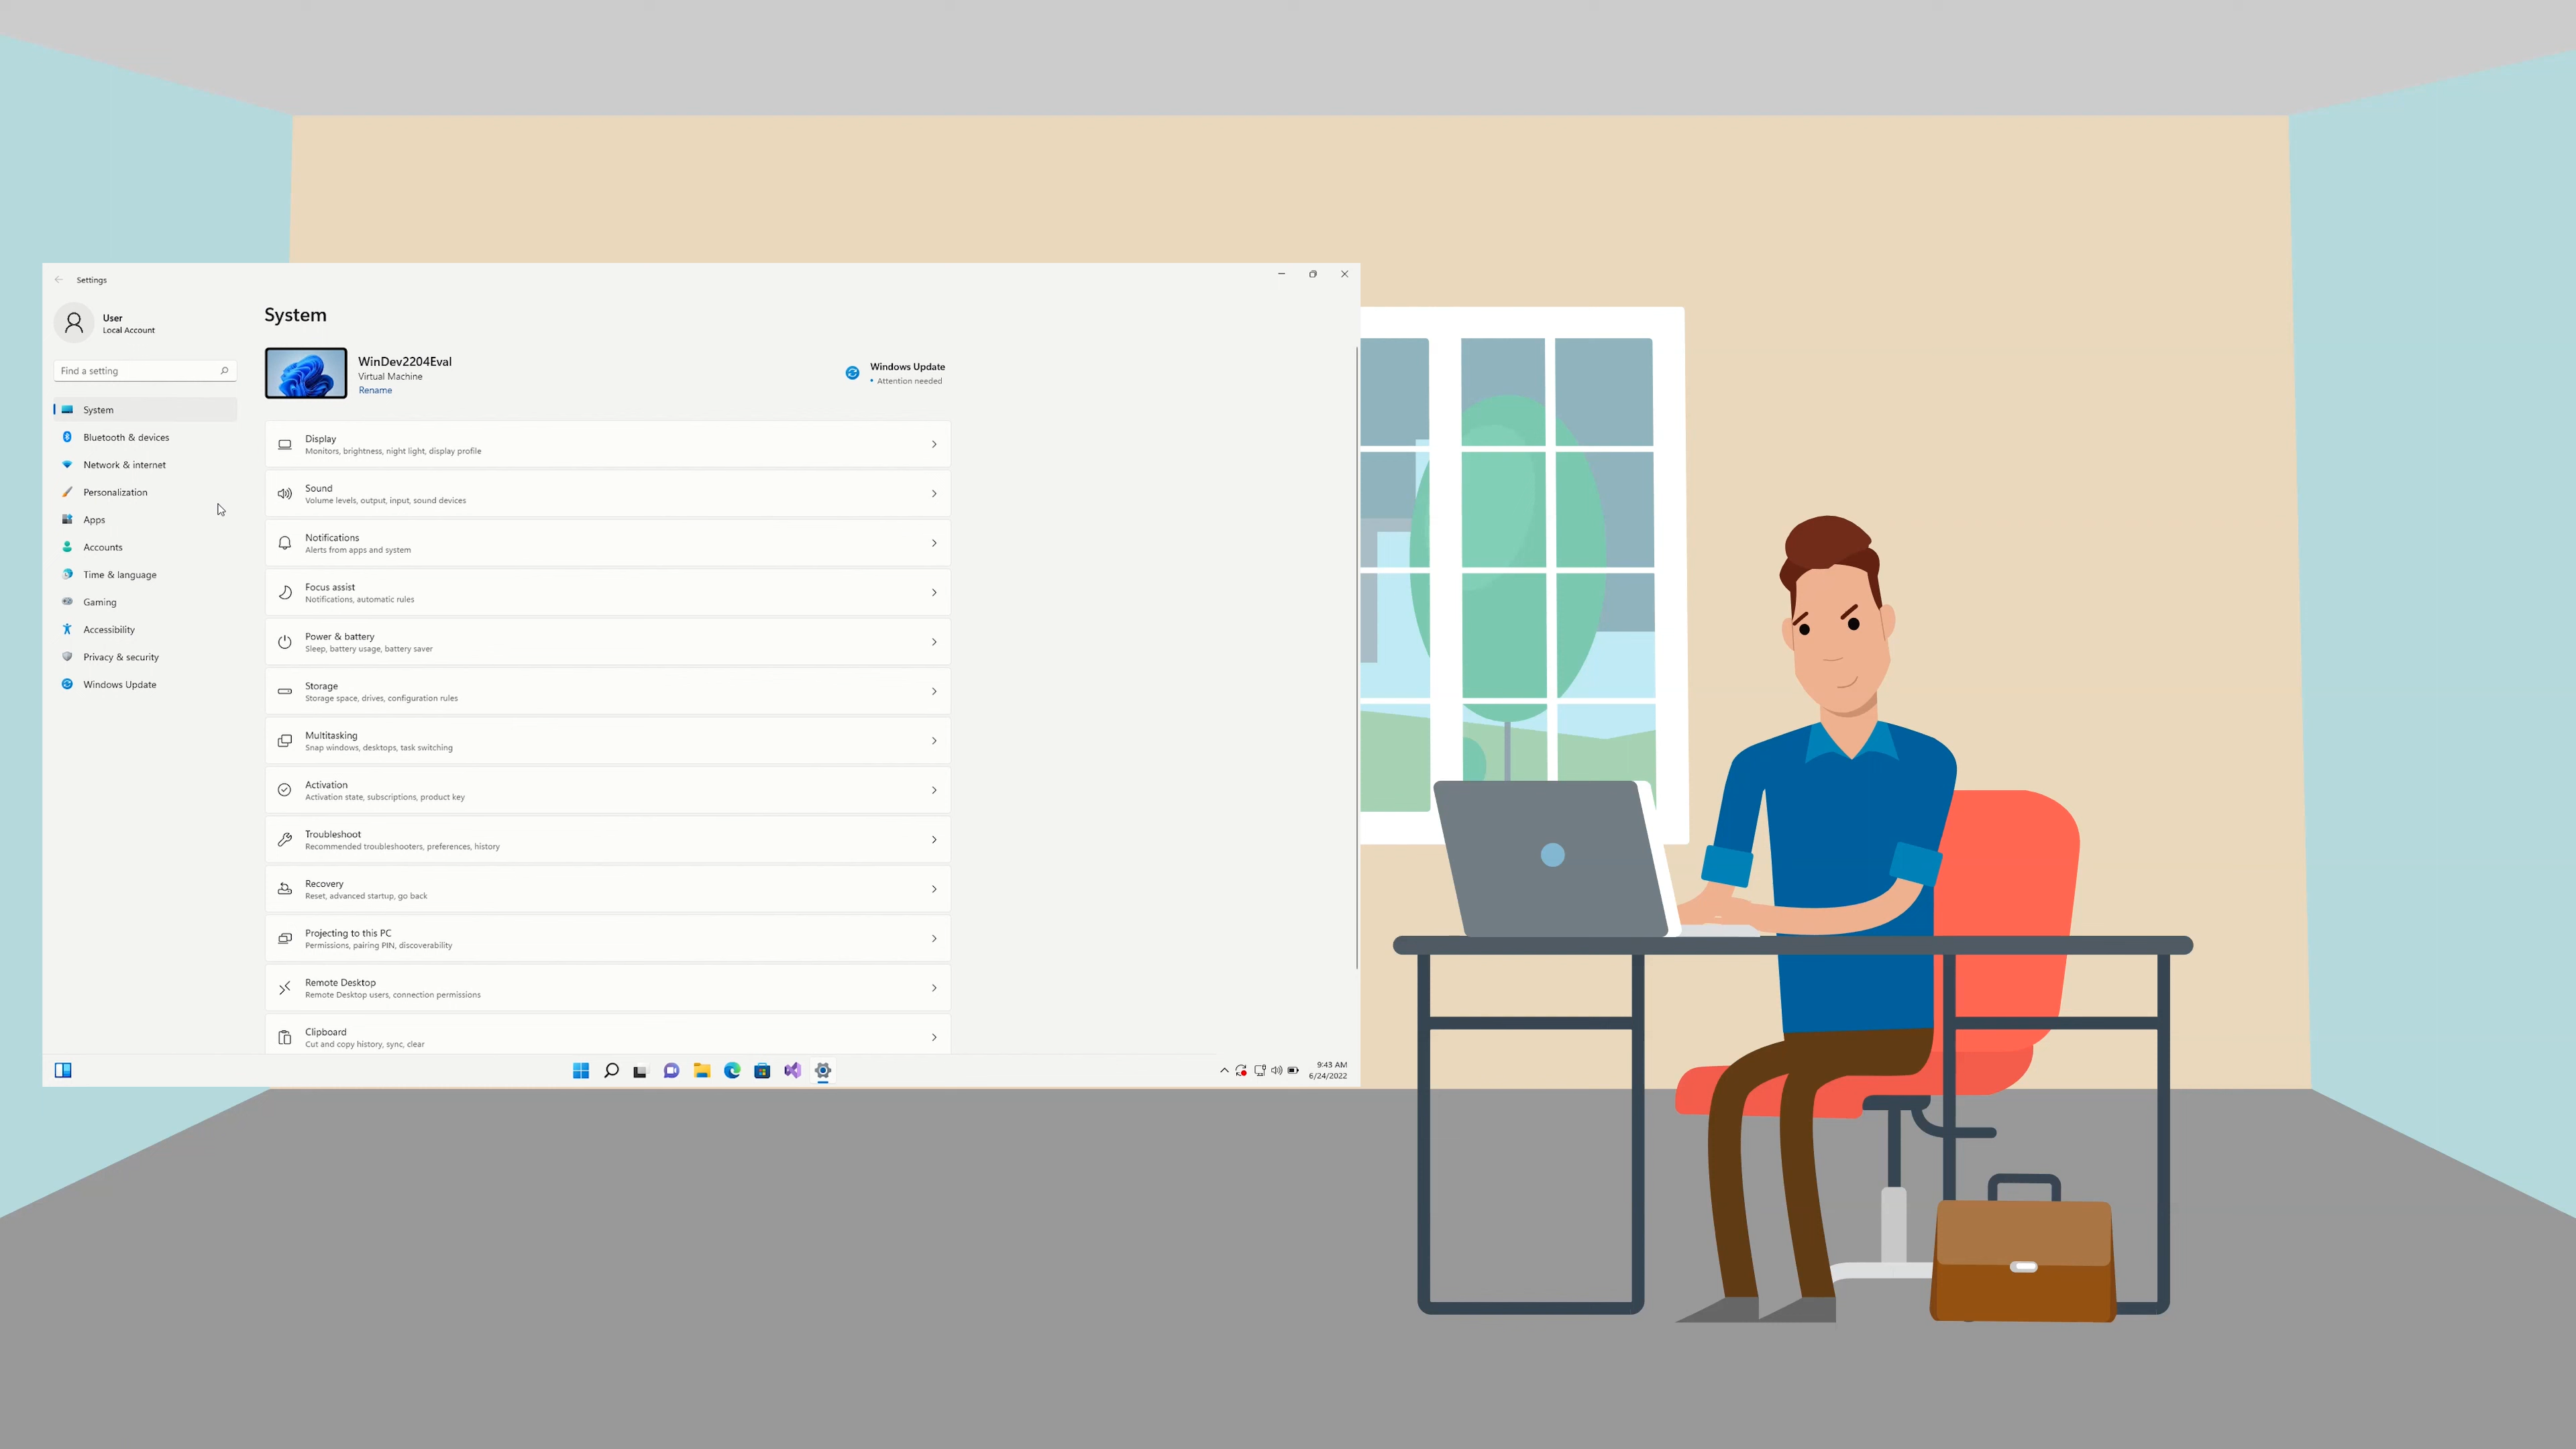 Settings
User
Local Account
Find a setting
System
Bluetooth & devices
Network & internet
Personalization
Apps
Accounts
Time & language
Gaming
Accessibility
Privacy & security
Windows Update
System
WinDev2204Eval
Virtual Machine
Rename
Windows Update
• Attention needed
Display
Monitors, brightness, night light, display profile
Sound
Volume levels, output, input, sound devices
Notifications
Alerts from apps and system
Focus assist
Notifications, automatic rules
Power & battery
Sleep, battery usage, battery saver
Storage
Storage space, drives, configuration rules
Multitasking
Snap windows, desktops, task switching
Activation
Activation state, subscriptions, product key
Troubleshoot
Recommended troubleshooters, preferences, history
Recovery
Reset, advanced startup, go back
Projecting to this PC
Permissions, pairing PIN, discoverability
Remote Desktop
Remote Desktop users, connection permissions
Clipboard
Cut and copy history, sync, clear
9:43 AM
6/24/2022